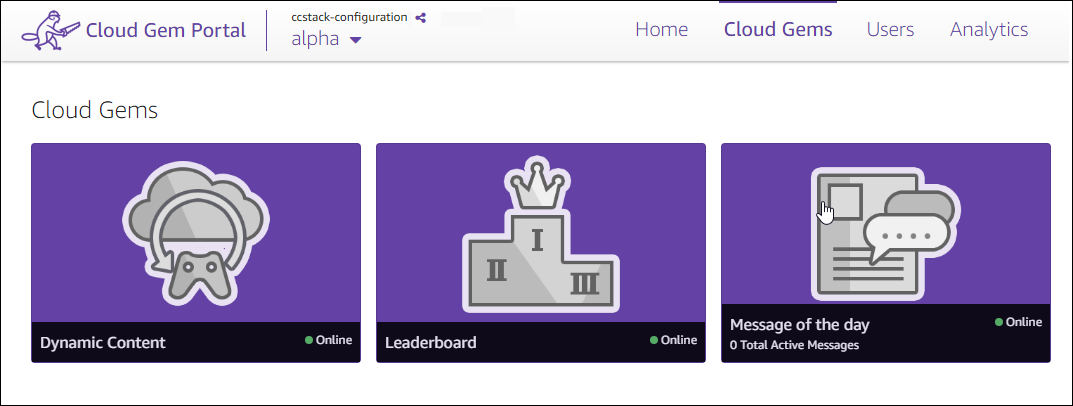 Cloud Gem Portal
ccstack-configuration
alpha
Home Cloud Gems Users Analytics
Cloud Gems
I
II
III
Dynamic Content
Online
Leaderboard
Online
Message of the day
Online
0 Total Active Messages